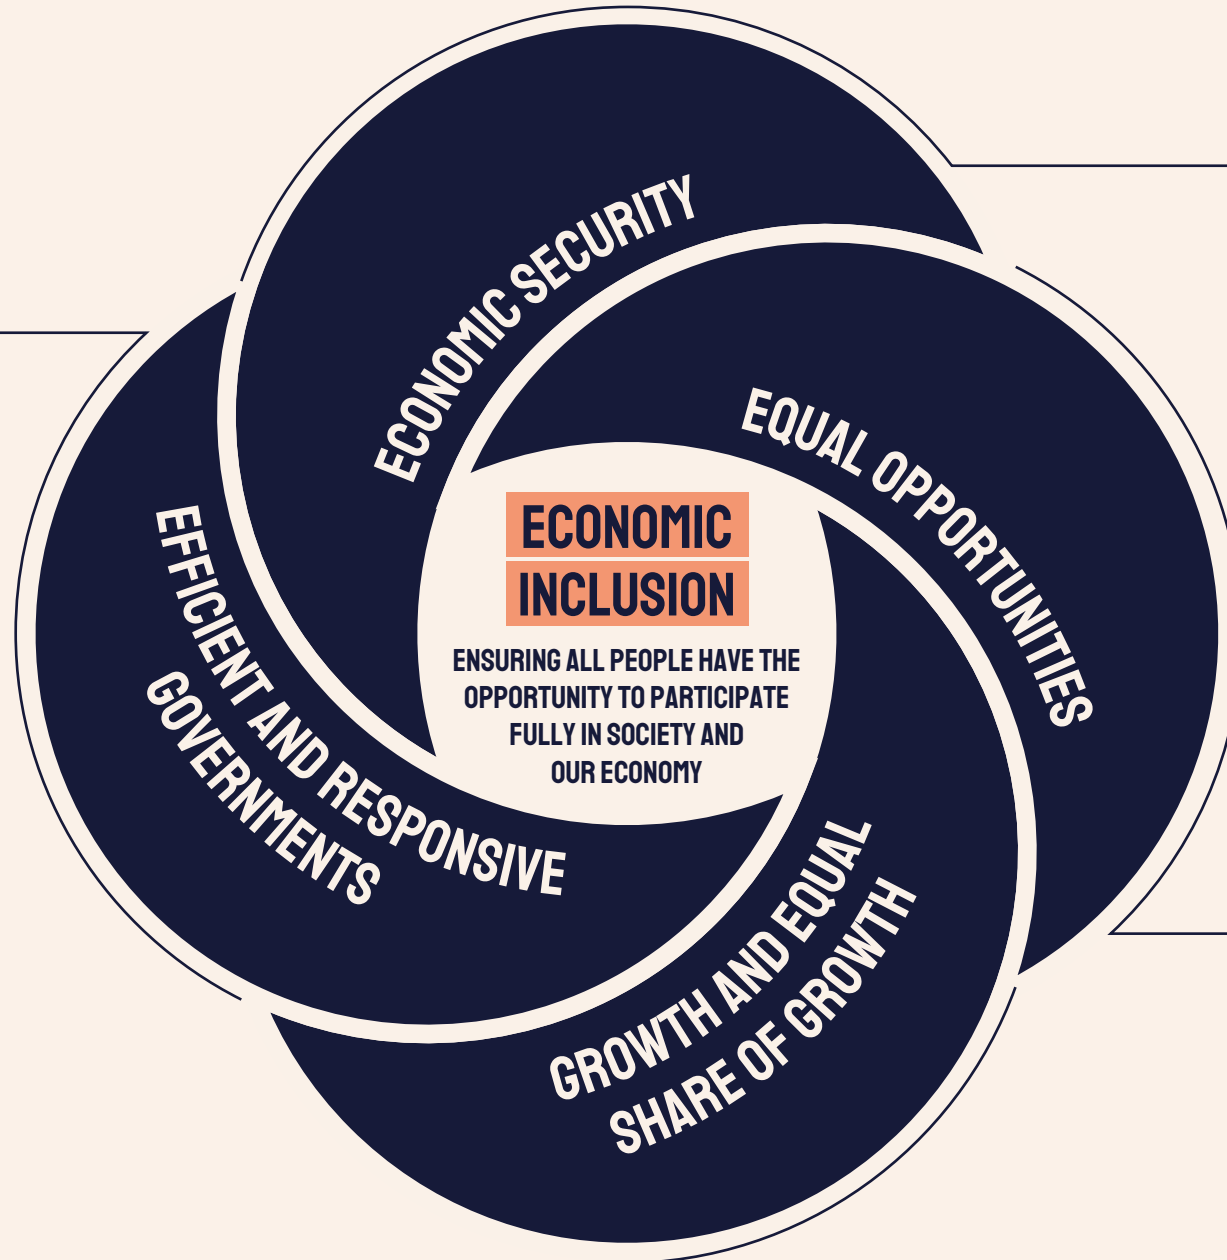 ECONOMIC SECURITY
EQUAL OPPORTUNITIES
ECONOMIC
INCLUSION
ENSURING ALL PEOPLE HAVE THE
OPPORTUNITY TO PARTICIPATE
FULLY IN SOCIETY AND
OUR ECONOMY
EFFICIENT AND RESPONSIVE
GOVERNMENTS
GROWTH AND EQUAL
SHARE OF GROWTH